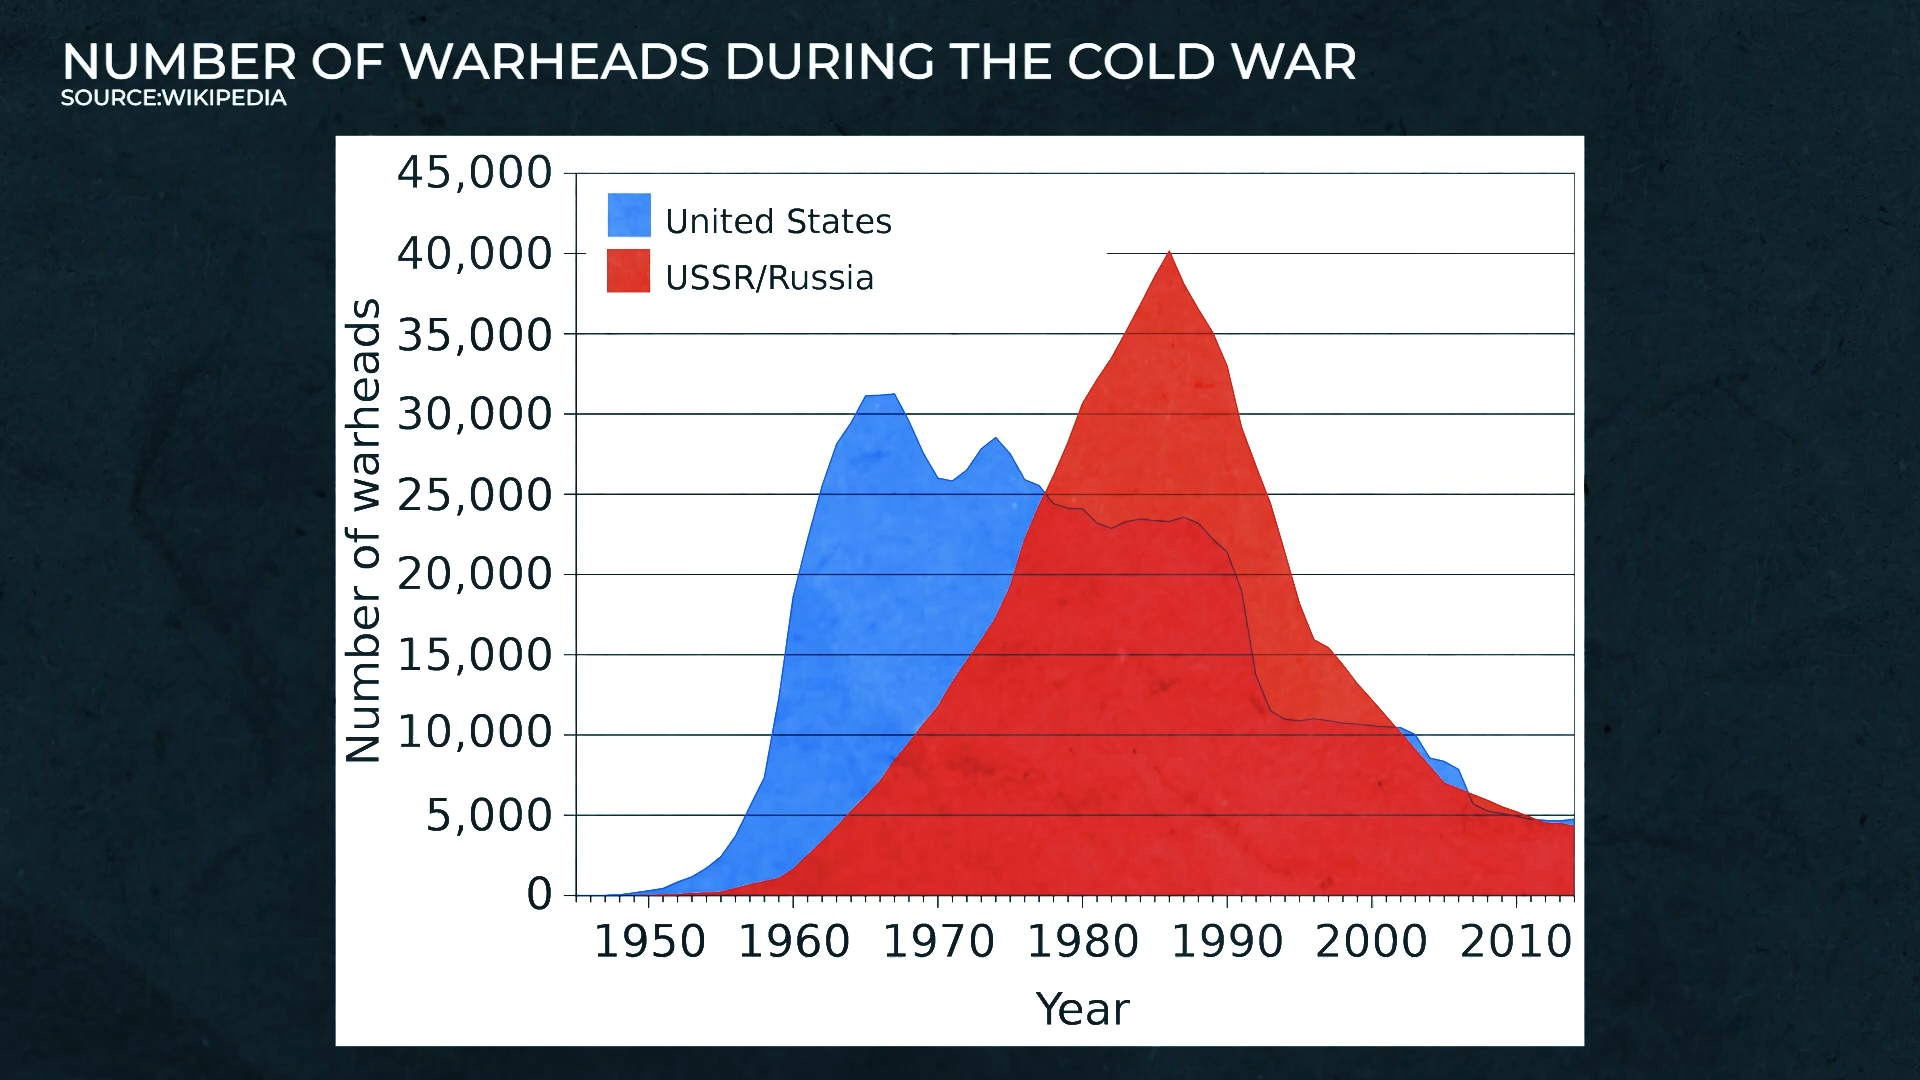 NUMBER OF WARHEADS DURING THE COLD WAR
SOURCE:WIKIPEDIA
45,000
40,000
35,000
30,000
25,000
20,000
15,000
10,000
5,000
0
Number of warheads
United States
USSR/Russia
1950 1960 1970 1980 1990 2000 2010
Year